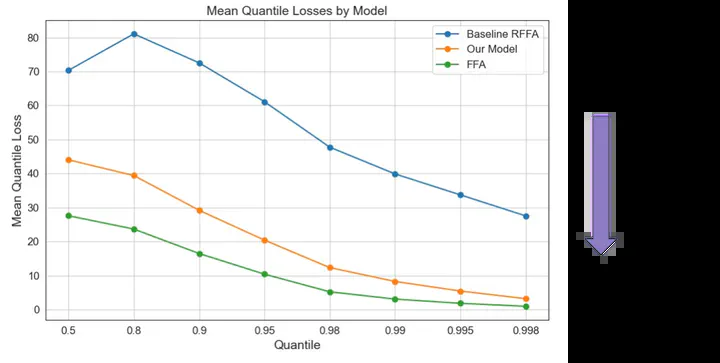 Mean Quantile Losses by Model
Baseline RFFA
Our Model
FFA
Mean Quantile Loss
80
70
60
50
40
30
20
10
0
0.5 0.8 0.9 0.95 0.98 0.99 0.995 0.998
Quantile